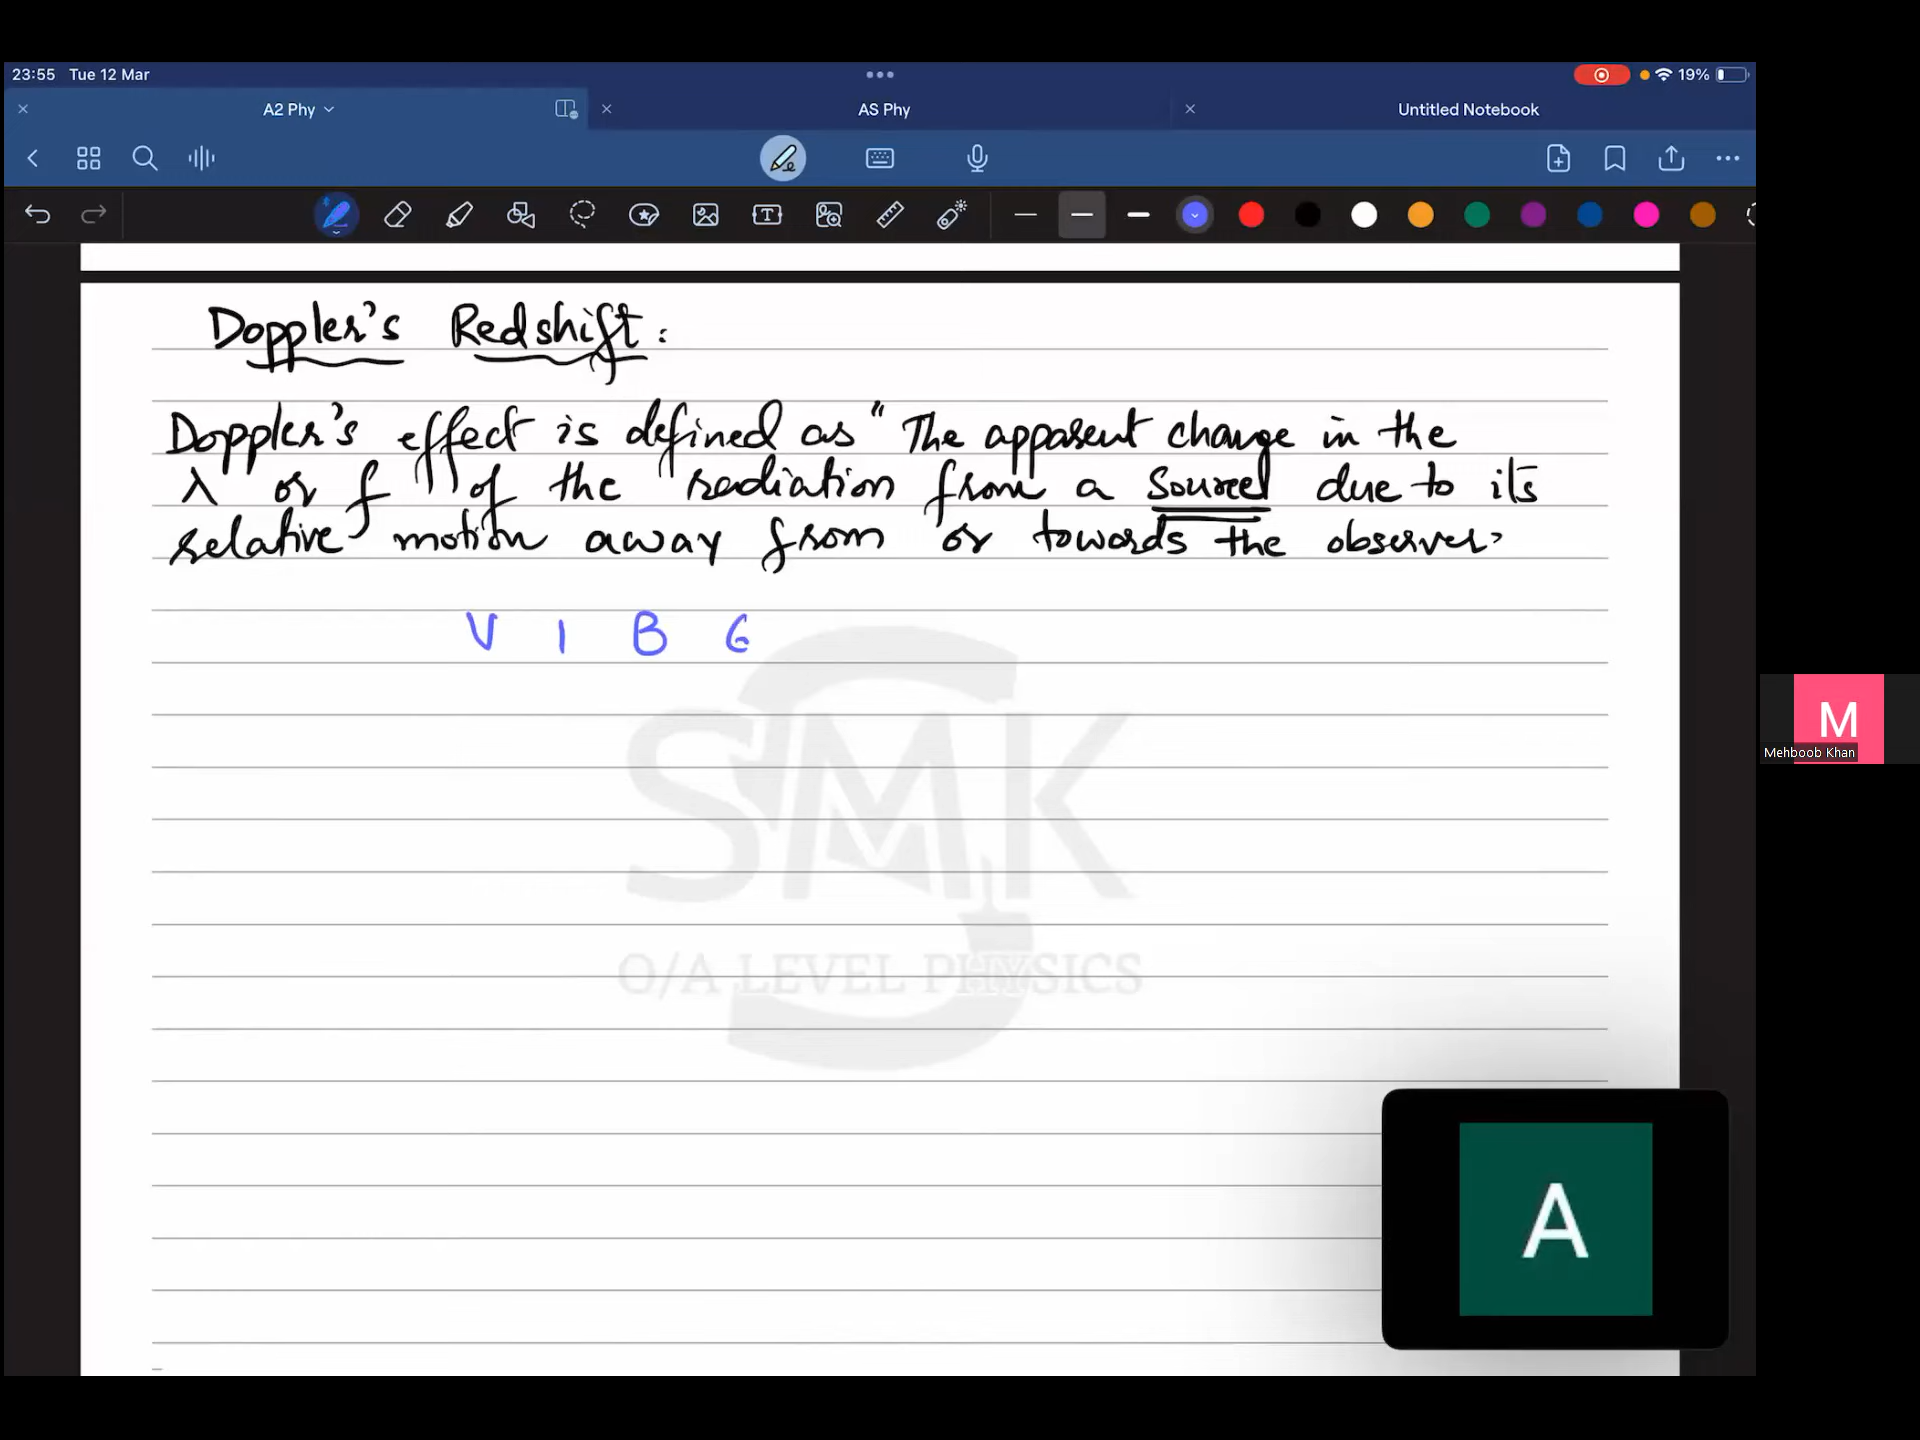 23:55 Tue 12 Mar
19%
A2 Phy
AS Phy
Untitled Notebook
Doppler's Redshift:
Doppler's effect is defined as "The apparent change in the
λ or f of the radiation from a source due to its
relative motion away from or towards the observer.
V I B G
SMK
O/A LEVEL PHYSICS
M
Mehboob Khan
A